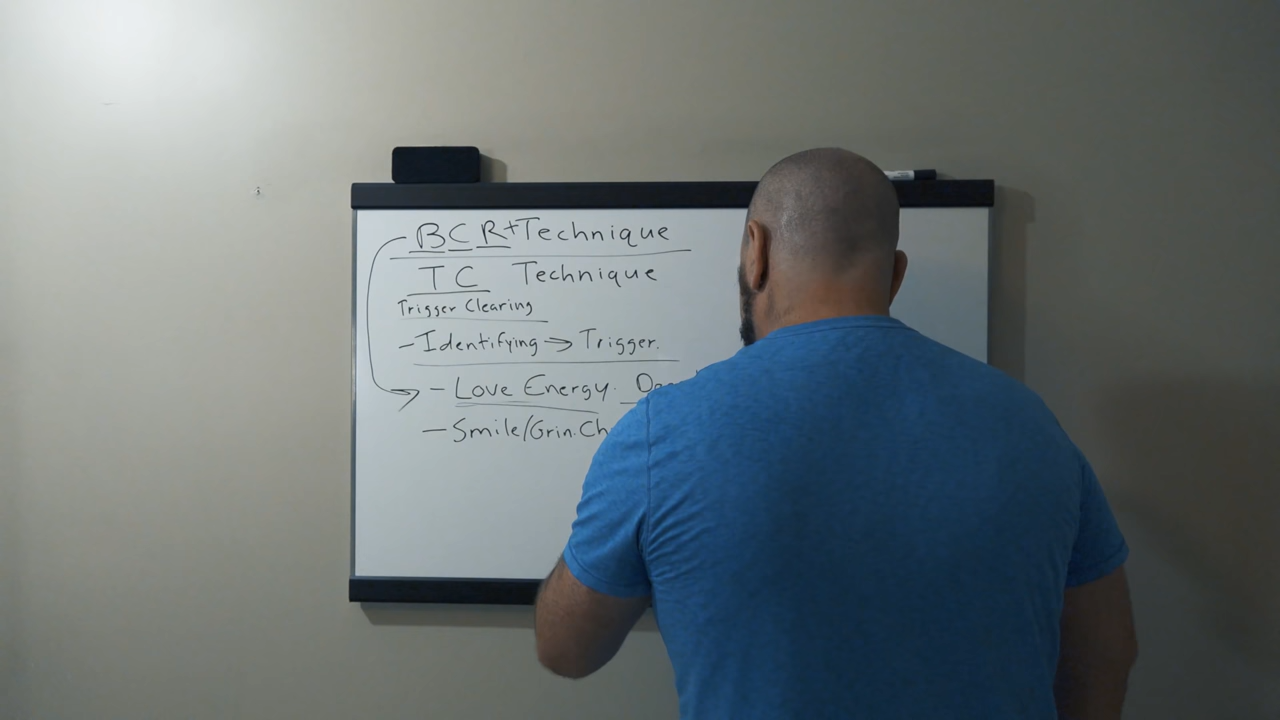 BCR+Technique
TC Technique
Trigger Clearing
-Identifying→Trigger.
-Love Energy.
-Smile/Grin.